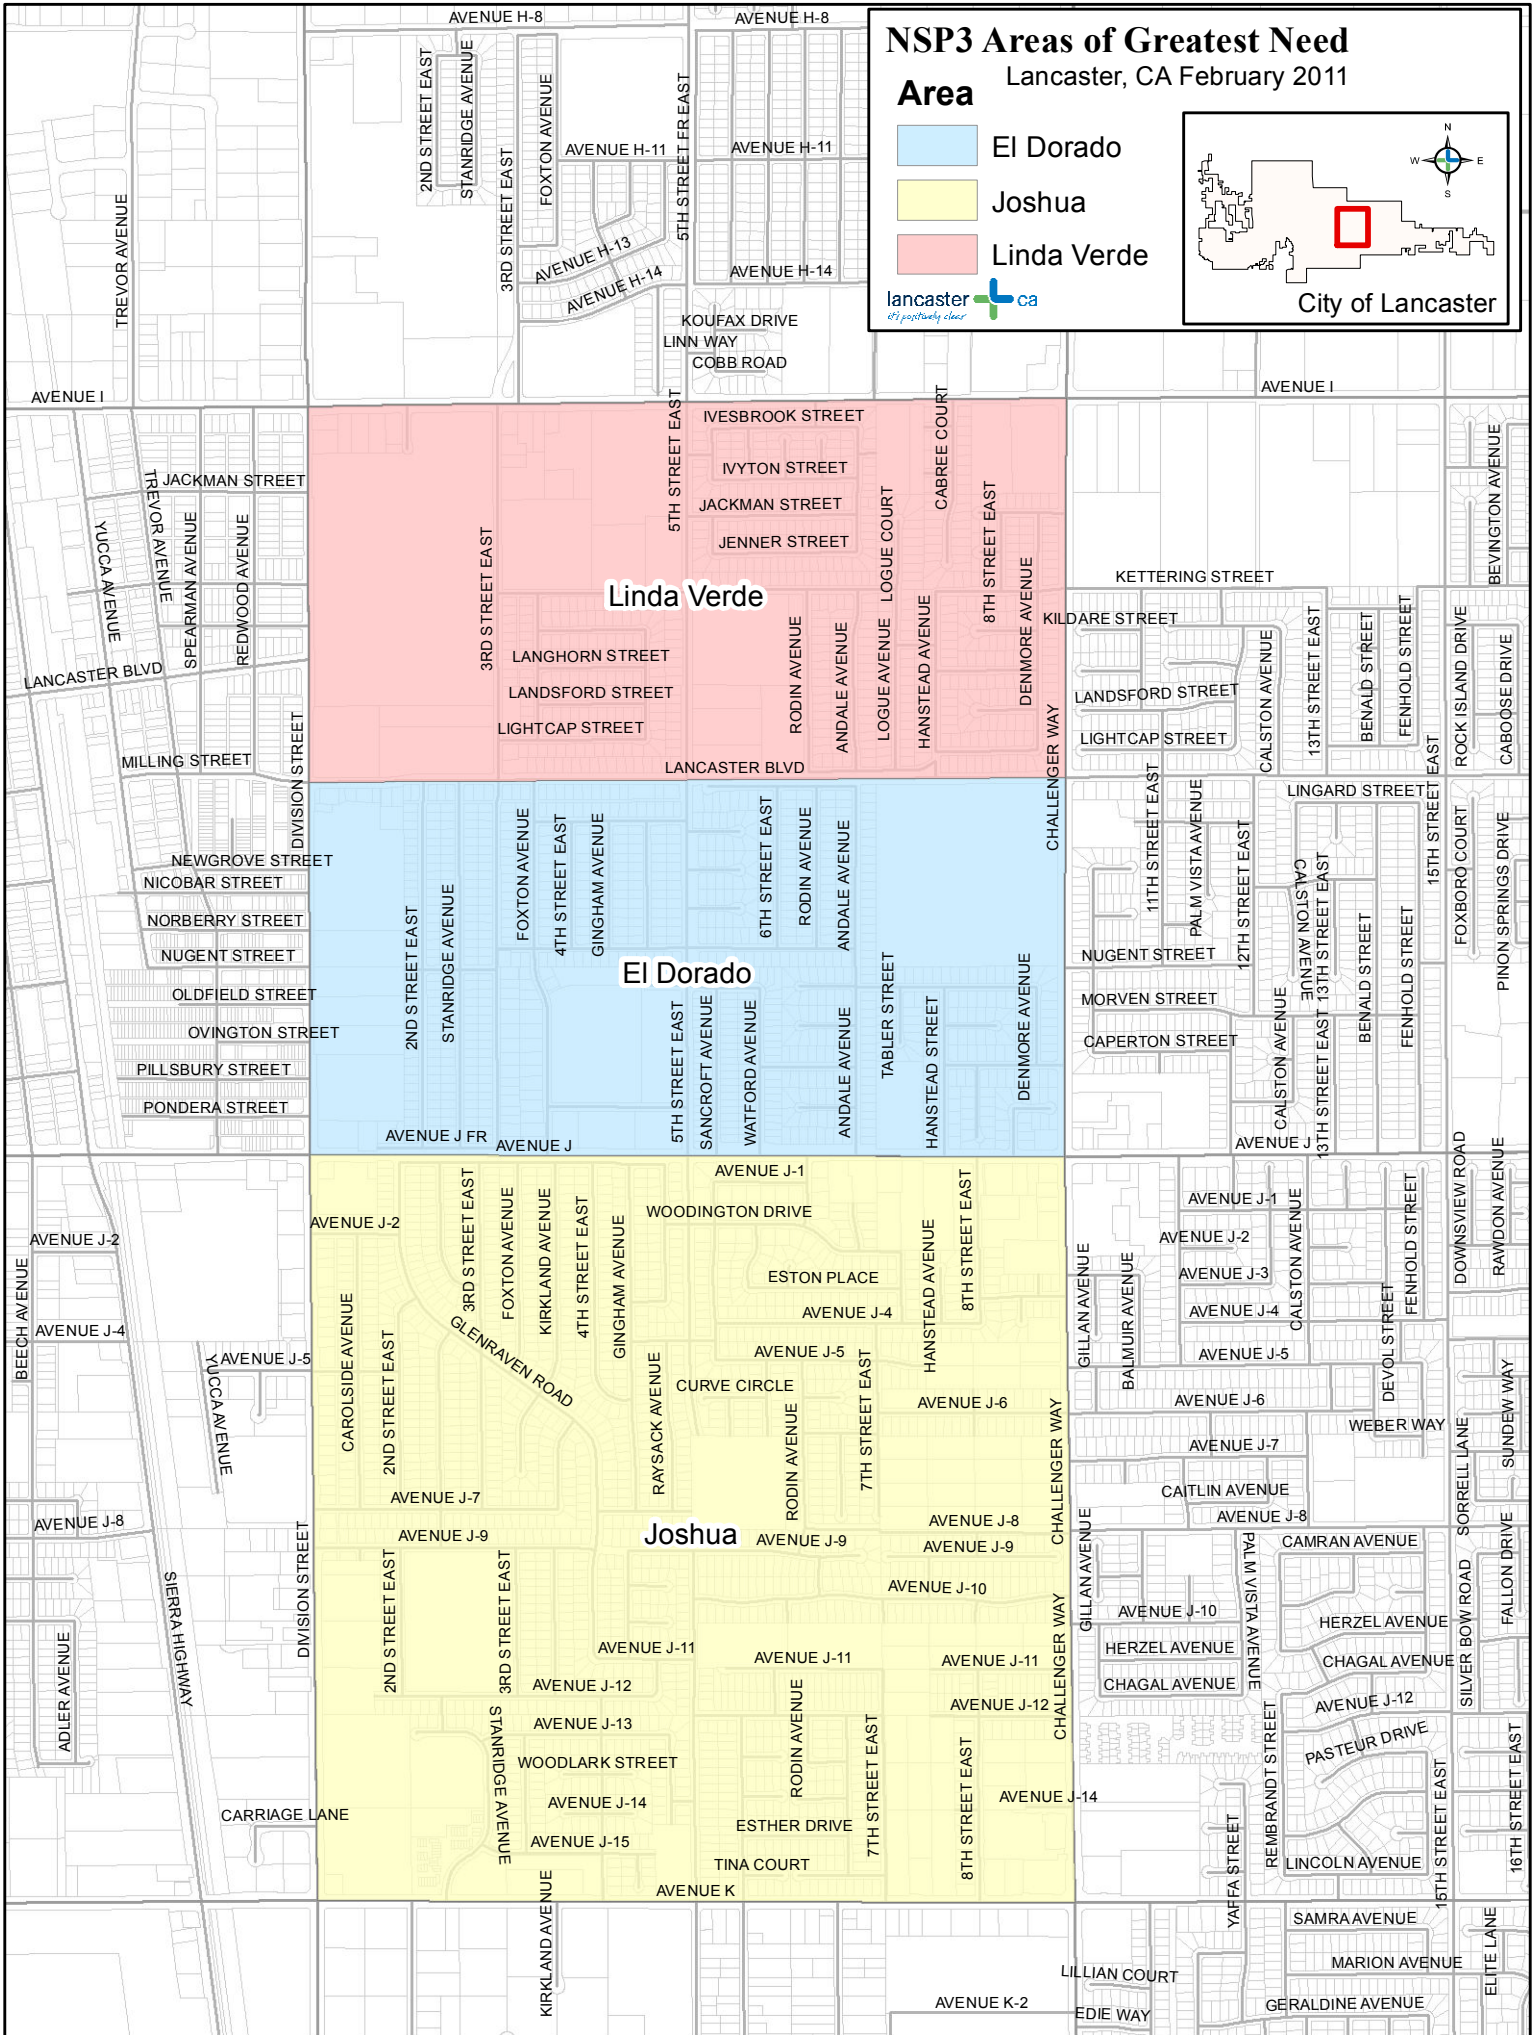 NSP3 Areas of Greatest Need
Lancaster, CA February 2011
Area
El Dorado
Joshua
Linda Verde
lancaster ca
it's positively clear
N
W E
S
City of Lancaster
AVENUE H-8
AVENUE H-8
2ND STREET EAST
STANRIDGE AVENUE
3RD STREET EAST
FOXTON AVENUE
5TH STREET FR EAST
AVENUE H-11
AVENUE H-11
TREVOR AVENUE
AVENUE H-13
AVENUE H-14
AVENUE H-14
KOUFAX DRIVE
LINN WAY
COBB ROAD
AVENUE I
AVENUE I
JACKMAN STREET
TREVOR AVENUE
YUCCA AVENUE
SPEARMAN AVENUE
REDWOOD AVENUE
LANCASTER BLVD
MILLING STREET
DIVISION STREET
3RD STREET EAST
5TH STREET EAST
IVESBROOK STREET
IVYTON STREET
JACKMAN STREET
JENNER STREET
LOGUE COURT
CABREE COURT
8TH STREET EAST
Linda Verde
LANGHORN STREET
LANDSFORD STREET
LIGHTCAP STREET
RODIN AVENUE
ANDALE AVENUE
LOGUE AVENUE
HANSTEAD AVENUE
DENMORE AVENUE
LANCASTER BLVD
CHALLENGER WAY
KETTERING STREET
KILDARE STREET
LANDSFORD STREET
LIGHTCAP STREET
CALSTON AVENUE
13TH STREET EAST
BENALD STREET
FENHOLD STREET
BEVINGTON AVENUE
ROCK ISLAND DRIVE
CABOOSE DRIVE
15TH STREET EAST
NEWGROVE STREET
NICOBAR STREET
NORBERRY STREET
NUGENT STREET
OLDFIELD STREET
OVINGTON STREET
PILLSBURY STREET
PONDERA STREET
2ND STREET EAST
STANRIDGE AVENUE
FOXTON AVENUE
4TH STREET EAST
GINGHAM AVENUE
6TH STREET EAST
RODIN AVENUE
ANDALE AVENUE
El Dorado
5TH STREET EAST
SANCROFT AVENUE
WATFORD AVENUE
ANDALE AVENUE
TABLER STREET
HANSTEAD STREET
DENMORE AVENUE
AVENUE J FR
AVENUE J
LINGARD STREET
11TH STREET EAST
PALM VISTA AVENUE
12TH STREET EAST
CALSTON AVENUE
13TH STREET EAST
13TH STREET EAST
BENALD STREET
FENHOLD STREET
FOXBORO COURT
PINON SPRINGS DRIVE
NUGENT STREET
MORVEN STREET
CAPERTON STREET
CALSTON AVENUE
AVENUE J
AVENUE J-2
AVENUE J-2
BEECH AVENUE
AVENUE J-4
AVENUE J-5
YUCCA AVENUE
AVENUE J-8
SIERRA HIGHWAY
DIVISION STREET
ADLER AVENUE
CARRIAGE LANE
CAROLSIDE AVENUE
2ND STREET EAST
3RD STREET EAST
FOXTON AVENUE
KIRKLAND AVENUE
4TH STREET EAST
GINGHAM AVENUE
GLENRAVEN ROAD
AVENUE J-1
WOODINGTON DRIVE
ESTON PLACE
AVENUE J-4
AVENUE J-5
CURVE CIRCLE
RAYSACK AVENUE
RODIN AVENUE
7TH STREET EAST
HANSTEAD AVENUE
8TH STREET EAST
AVENUE J-6
CHALLENGER WAY
AVENUE J-7
AVENUE J-9
Joshua
AVENUE J-9
AVENUE J-8
AVENUE J-9
AVENUE J-10
2ND STREET EAST
3RD STREET EAST
AVENUE J-11
AVENUE J-11
AVENUE J-11
AVENUE J-12
AVENUE J-12
CHALLENGER WAY
AVENUE J-13
STANRIDGE AVENUE
WOODLARK STREET
AVENUE J-14
AVENUE J-15
RODIN AVENUE
7TH STREET EAST
8TH STREET EAST
AVENUE J-14
ESTHER DRIVE
TINA COURT
AVENUE K
KIRKLAND AVENUE
AVENUE J-1
AVENUE J-2
AVENUE J-3
AVENUE J-4
AVENUE J-5
AVENUE J-6
AVENUE J-7
GILLAN AVENUE
BALMUIR AVENUE
CALSTON AVENUE
FENHOLD STREET
DEVOL STREET
DOWNSVIEW ROAD
RAWDON AVENUE
WEBER WAY
SORRELL LANE
SUNDEW WAY
CAITLIN AVENUE
AVENUE J-8
CAMRAN AVENUE
GILLAN AVENUE
PALM VISTA AVENUE
AVENUE J-10
HERZEL AVENUE
CHAGAL AVENUE
HERZEL AVENUE
CHAGAL AVENUE
AVENUE J-12
PASTEUR DRIVE
SILVER BOW ROAD
FALLON DRIVE
REMBRANDT STREET
15TH STREET EAST
16TH STREET EAST
YAFFA STREET
LINCOLN AVENUE
SAMRA AVENUE
MARION AVENUE
ELITE LANE
LILLIAN COURT
EDIE WAY
AVENUE K-2
GERALDINE AVENUE